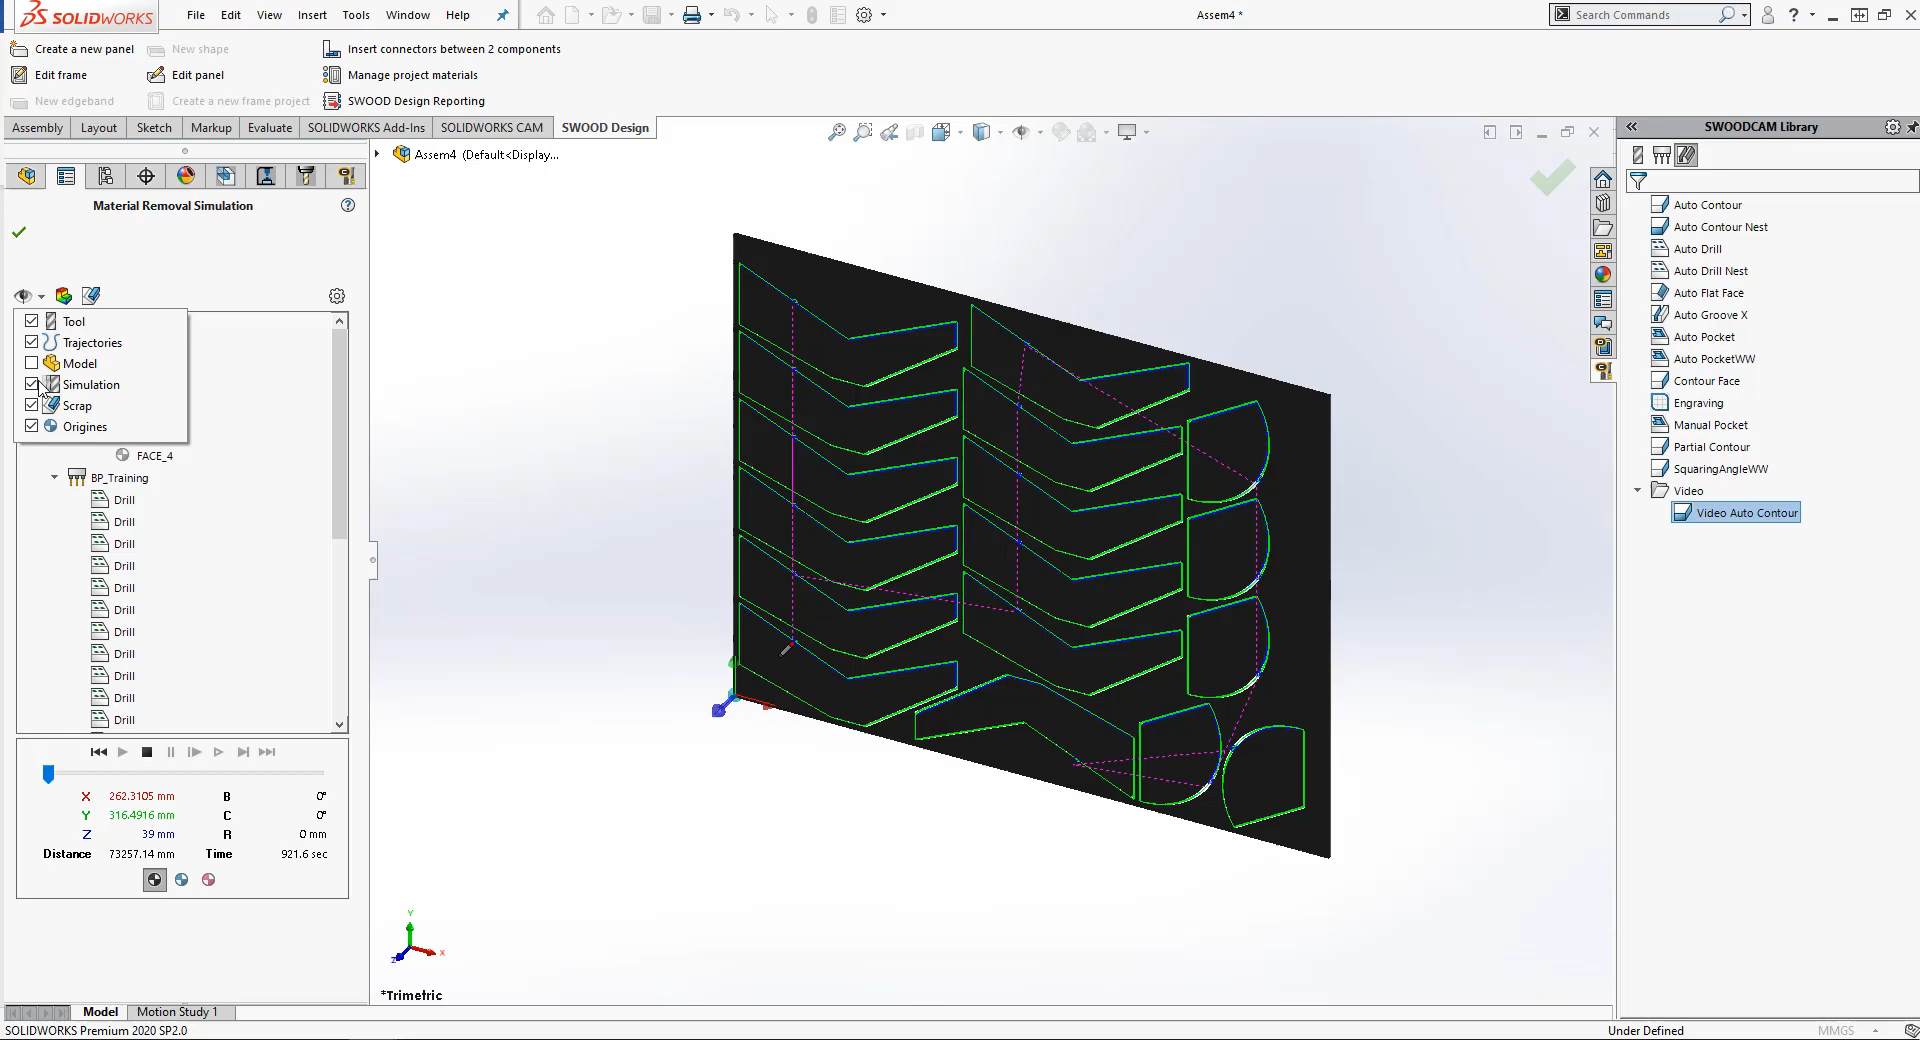 SOLIDWORKS
File Edit View Insert Tools Window Help
Assem4 *
Search Commands
?
Create a new panel New shape Insert connectors between 2 components
Edit frame Edit panel Manage project materials
New edgeband Create a new frame project SWOOD Design Reporting
Assembly Layout Sketch Markup Evaluate SOLIDWORKS Add-Ins SOLIDWORKS CAM SWOOD Design
Assem4 (Default<Display...
Material Removal Simulation
?
Tool
Trajectories
Model
Simulation
Scrap
Origines
FACE_4
BP_Training
Drill
Drill
Drill
Drill
Drill
Drill
Drill
Drill
Drill
Drill
Drill
X 262.3105 mm B 0°
Y 316.4916 mm C 0°
Z 39 mm R 0 mm
Distance 73257.14 mm Time 921.6 sec
Y
X
Z
*Trimetric
SWOODCAM Library
Auto Contour
Auto Contour Nest
Auto Drill
Auto Drill Nest
Auto Flat Face
Auto Groove X
Auto Pocket
Auto PocketWW
Contour Face
Engraving
Manual Pocket
Partial Contour
SquaringAngleWW
Video
Video Auto Contour
Model Motion Study 1
SOLIDWORKS Premium 2020 SP2.0
Under Defined MMGS